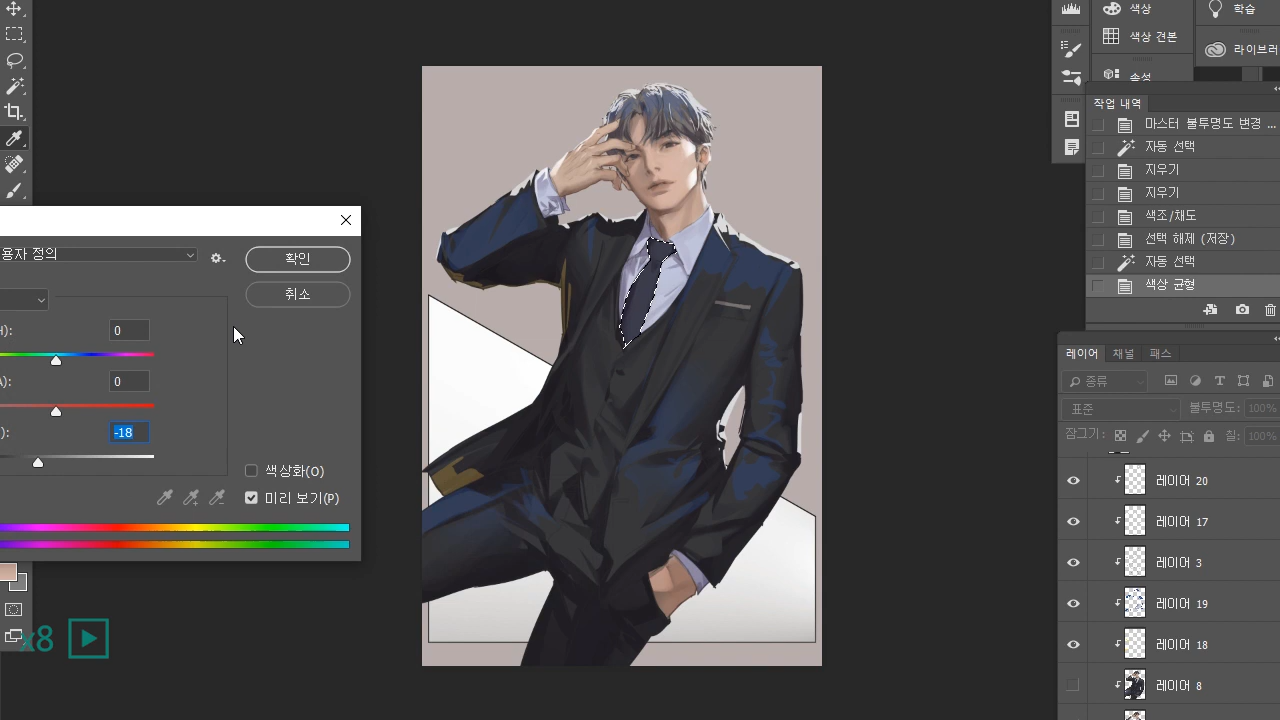 색상
색상 견본
속성
학습
라이브러
작업 내역
마스터 불투명도 변경 ...
자동 선택
지우기
지우기
색조/채도
선택 해제 (저장)
자동 선택
색상 균형
용자 정의
확인
취소
H):
0
A):
0
):
-18
색상화(O)
미리 보기(P)
레이어
채널
패스
종류
표준
불투명도:
100%
잠그기:
칠:
100%
레이어 20
레이어 17
레이어 3
레이어 19
레이어 18
레이어 8
x8